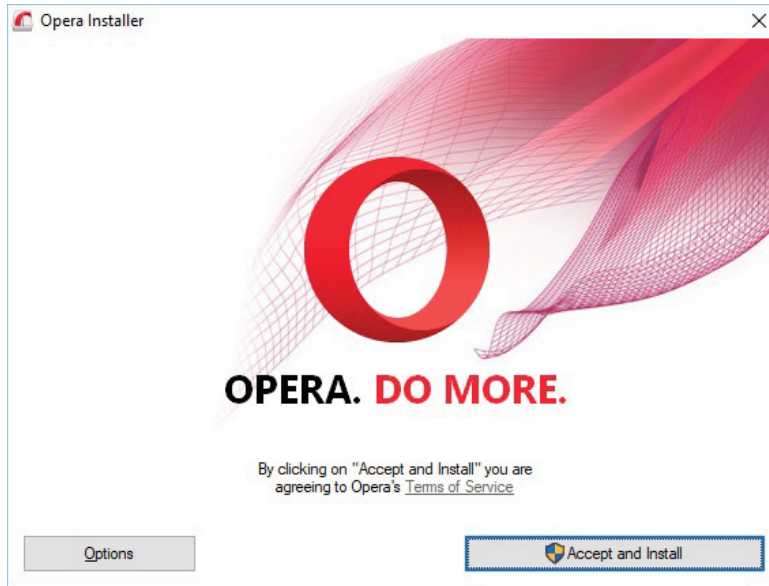 Opera Installer
OPERA. DO MORE.
By clicking on "Accept and Install" you are
agreeing to Opera's Terms of Service
Options
Accept and Install